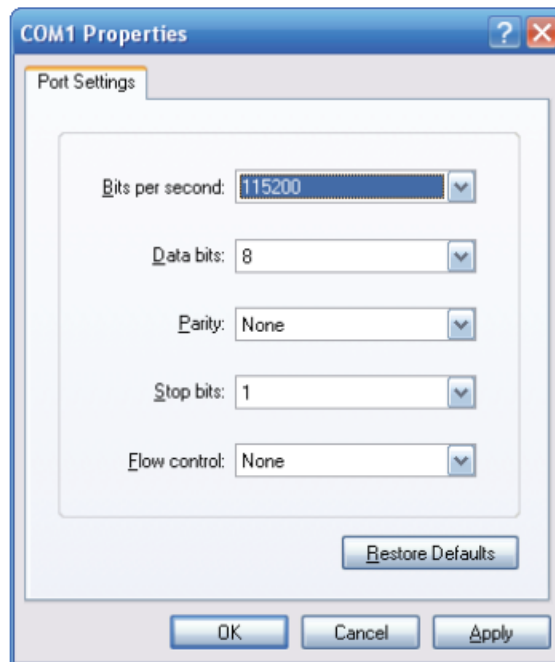 COM1 Properties
Port Settings
Bits per second: 115200
Data bits: 8
Parity: None
Stop bits: 1
Flow control: None
Restore Defaults
OK Cancel Apply